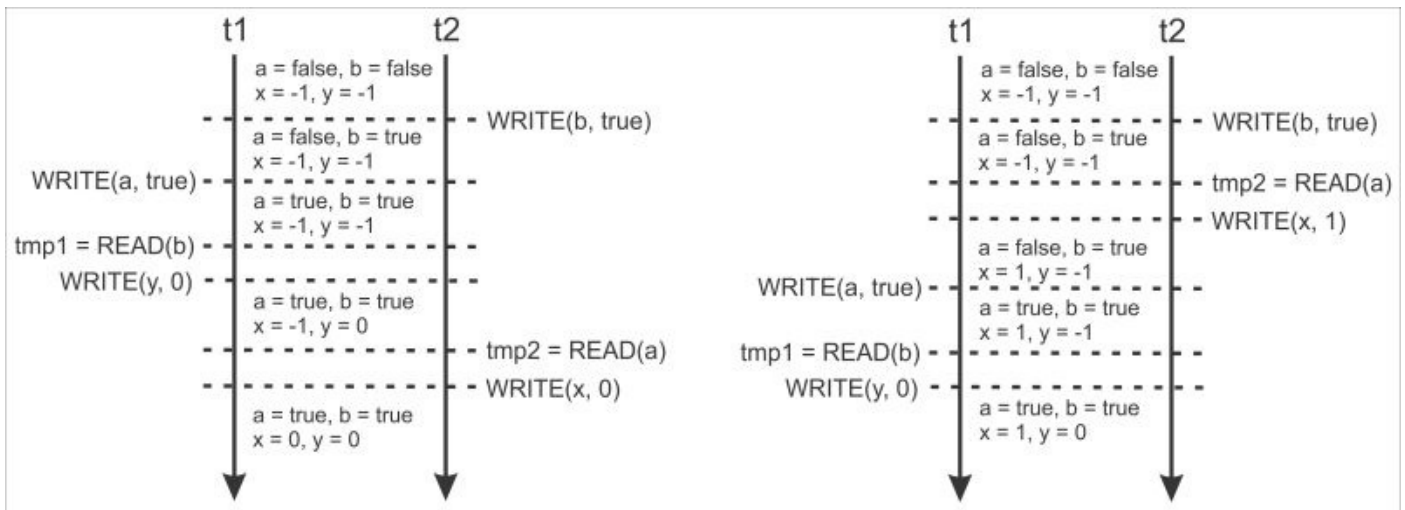 t1
t2
a = false, b = false
x = -1, y = -1
WRITE(b, true)
a = false, b = true
x = -1, y = -1
WRITE(a, true)
a = true, b = true
x = -1, y = -1
tmp1 = READ(b)
WRITE(y, 0)
a = true, b = true
x = -1, y = 0
tmp2 = READ(a)
WRITE(x, 0)
a = true, b = true
x = 0, y = 0
t1
t2
a = false, b = false
x = -1, y = -1
WRITE(b, true)
a = false, b = true
x = -1, y = -1
tmp2 = READ(a)
WRITE(x, 1)
a = false, b = true
x = 1, y = -1
WRITE(a, true)
a = true, b = true
x = 1, y = -1
tmp1 = READ(b)
WRITE(y, 0)
a = true, b = true
x = 1, y = 0